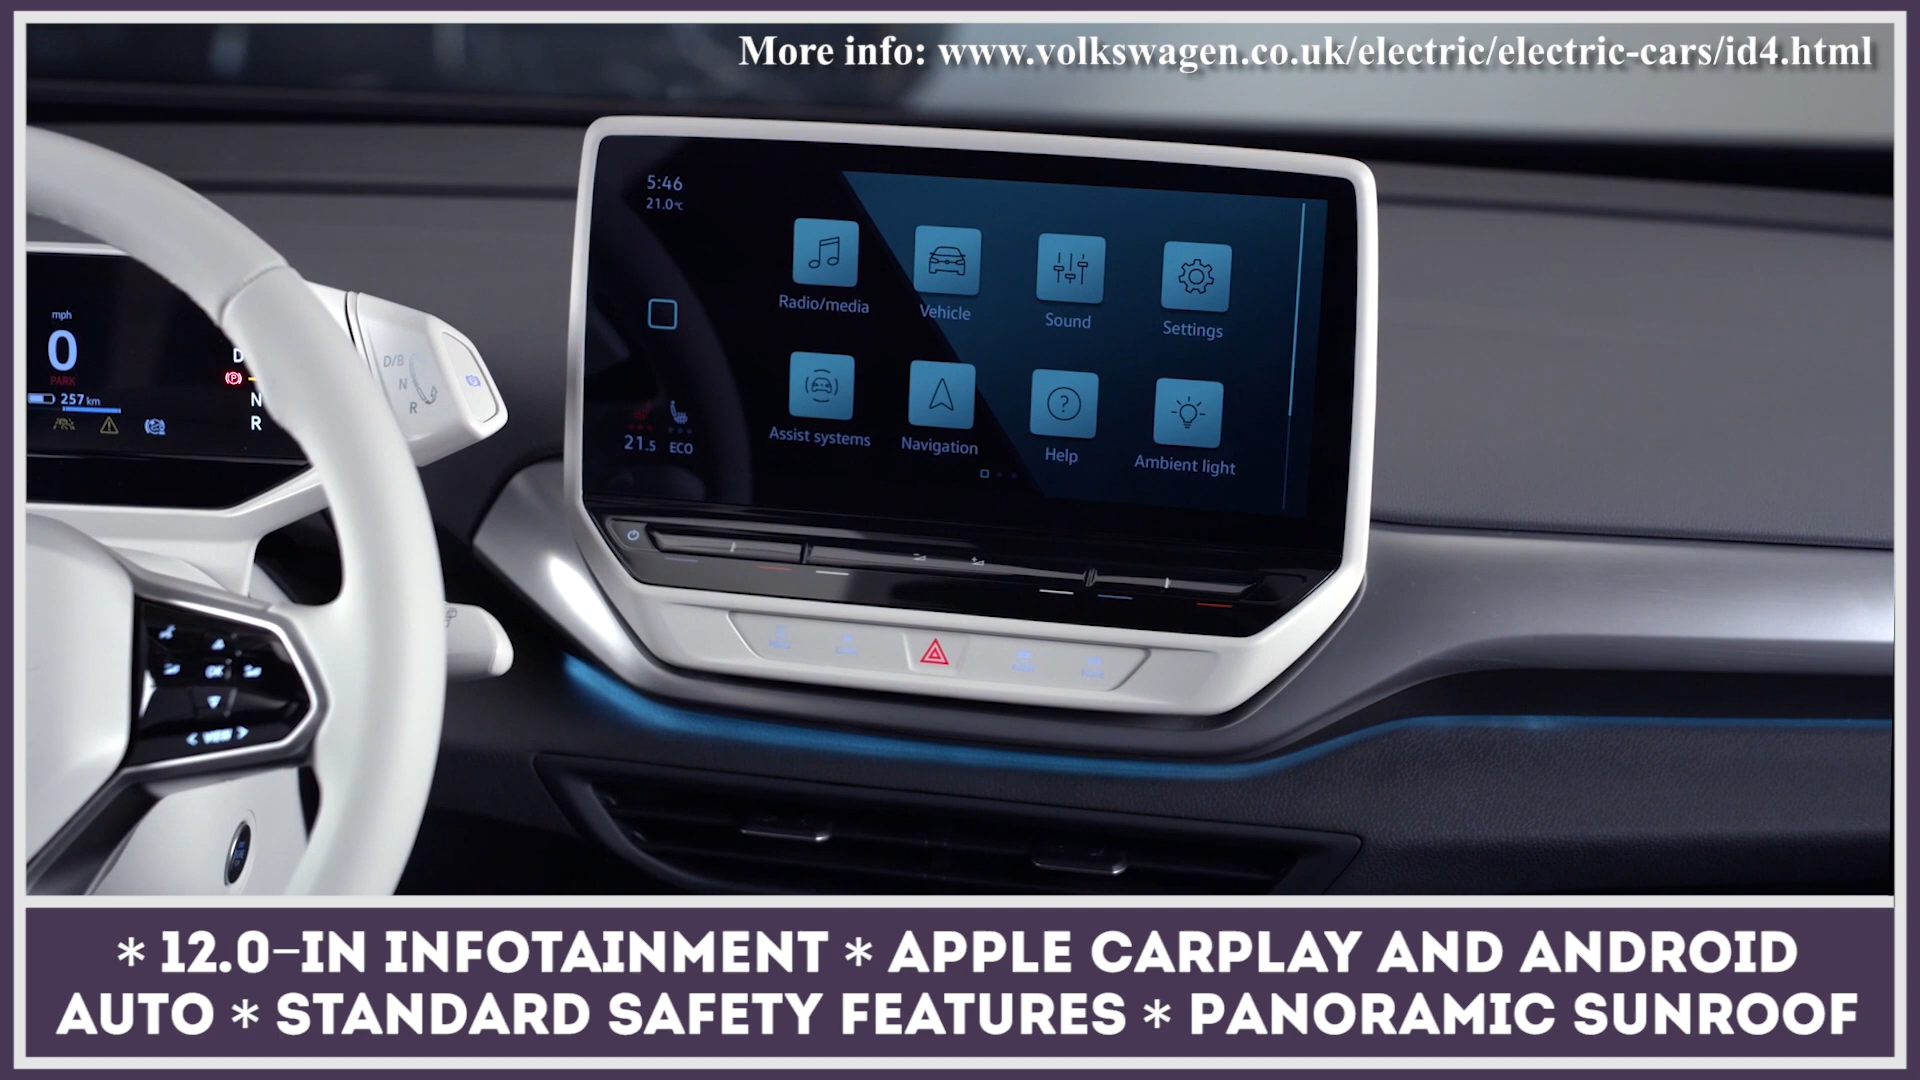 More info: www.volkswagen.co.uk/electric/electric-cars/id4.html
5:46
21.0°C
Radio/media
Vehicle
Sound
Settings
Assist systems
Navigation
Help
Ambient light
21.5 ECO
mph
0
PARK
257 km
D
N
R
D/B
N
R
OK
< VIEW >
* 12.0-IN INFOTAINMENT * APPLE CARPLAY AND ANDROID
AUTO * STANDARD SAFETY FEATURES * PANORAMIC SUNROOF